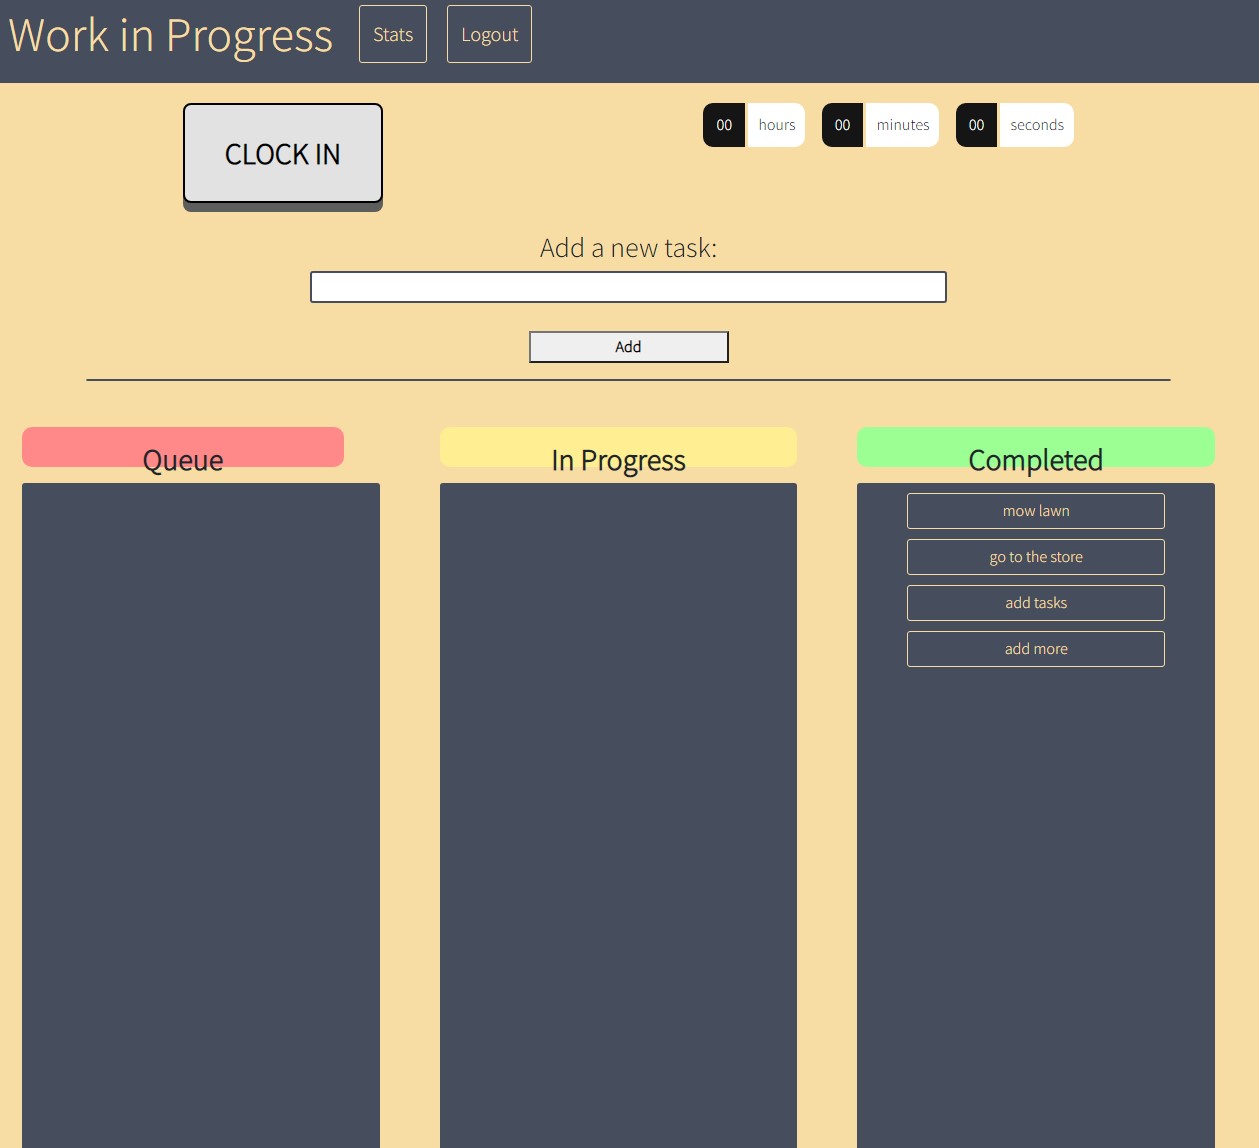 Work in Progress Stats Logout
CLOCK IN
00 hours 00 minutes 00 seconds
Add a new task:
Add
Queue In Progress Completed
mow lawn
go to the store
add tasks
add more